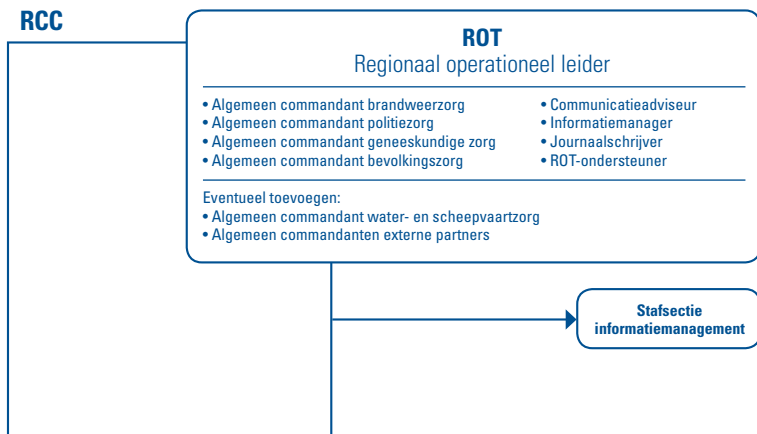 RCC
ROT
Regionaal operationeel leider
• Algemeen commandant brandweerzorg
• Algemeen commandant politiezorg
• Algemeen commandant geneeskundige zorg
• Algemeen commandant bevolkingszorg
• Communicatieadviseur
• Informatiemanager
• Journaalschrijver
• ROT-ondersteuner
Eventueel toevoegen:
• Algemeen commandant water- en scheepvaartzorg
• Algemeen commandanten externe partners
Stafsectie
informatiemanagement